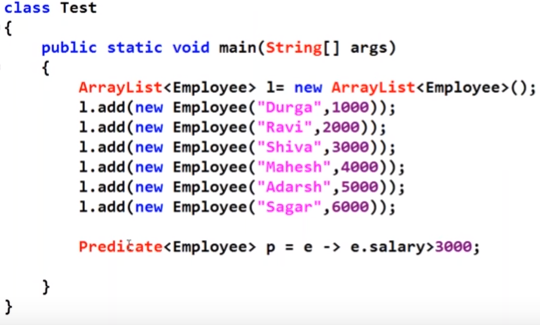 class Test
{
    public static void main(String[] args)
    {
        ArrayList<Employee> l= new ArrayList<Employee>();
        l.add(new Employee("Durga",1000));
        l.add(new Employee("Ravi",2000));
        l.add(new Employee("Shiva",3000));
        l.add(new Employee("Mahesh",4000));
        l.add(new Employee("Adarsh",5000));
        l.add(new Employee("Sagar",6000));
        Predicate<Employee> p = e -> e.salary>3000;
    }
}